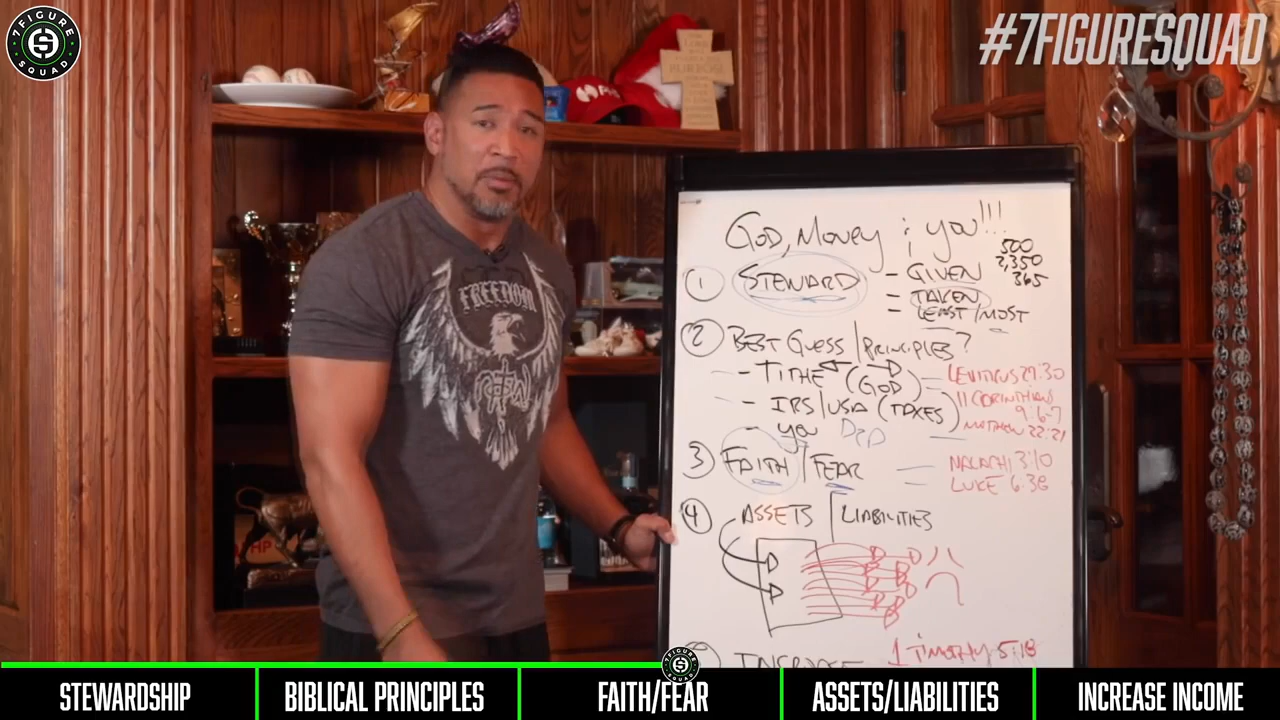 7FIGURE
SQUAD
#7FIGURESQUAD
FREEDOM
GOD, MONEY & YOU!!!
500
2,350
365
1 STEWARD - GIVEN
- TAKEN
- LEAST/MOST
2 BEST GUESS/PRINCIPLES?
- TITHE (GOD) - LEVITICUS 27:30
- IRS/USA (TAXES) II CORINTHIANS
9:6-7
- YOU MATTHEW 22:21
3 FAITH/FEAR - MALACHI 3:10
LUKE 6:38
4 ASSETS | LIABILITIES
INCREASE 1 TIMOTHY 5:18
STEWARDSHIP
BIBLICAL PRINCIPLES
FAITH/FEAR
ASSETS/LIABILITIES
INCREASE INCOME